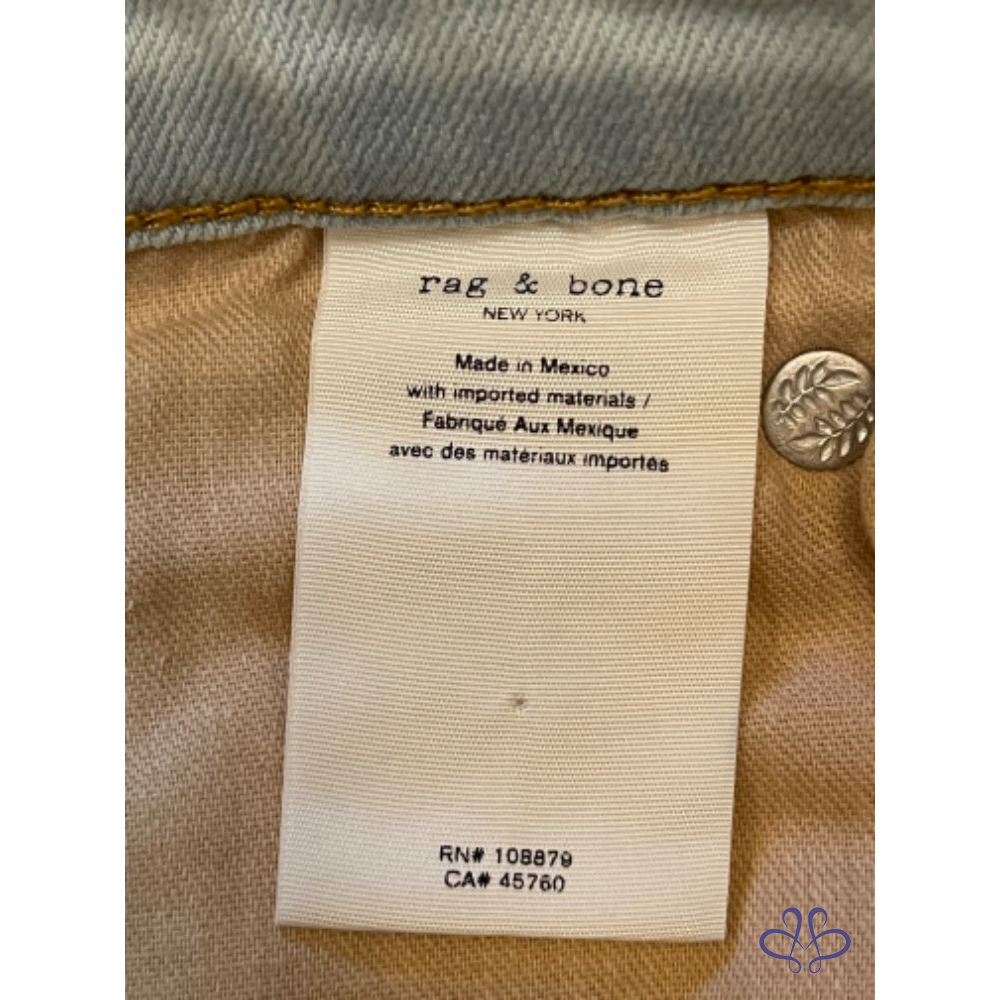 rag & bone
NEW YORK
Made in Mexico
with imported materials /
Fabriqué Aux Mexique
avec des matériaux importés
RN# 108879
CA# 45760